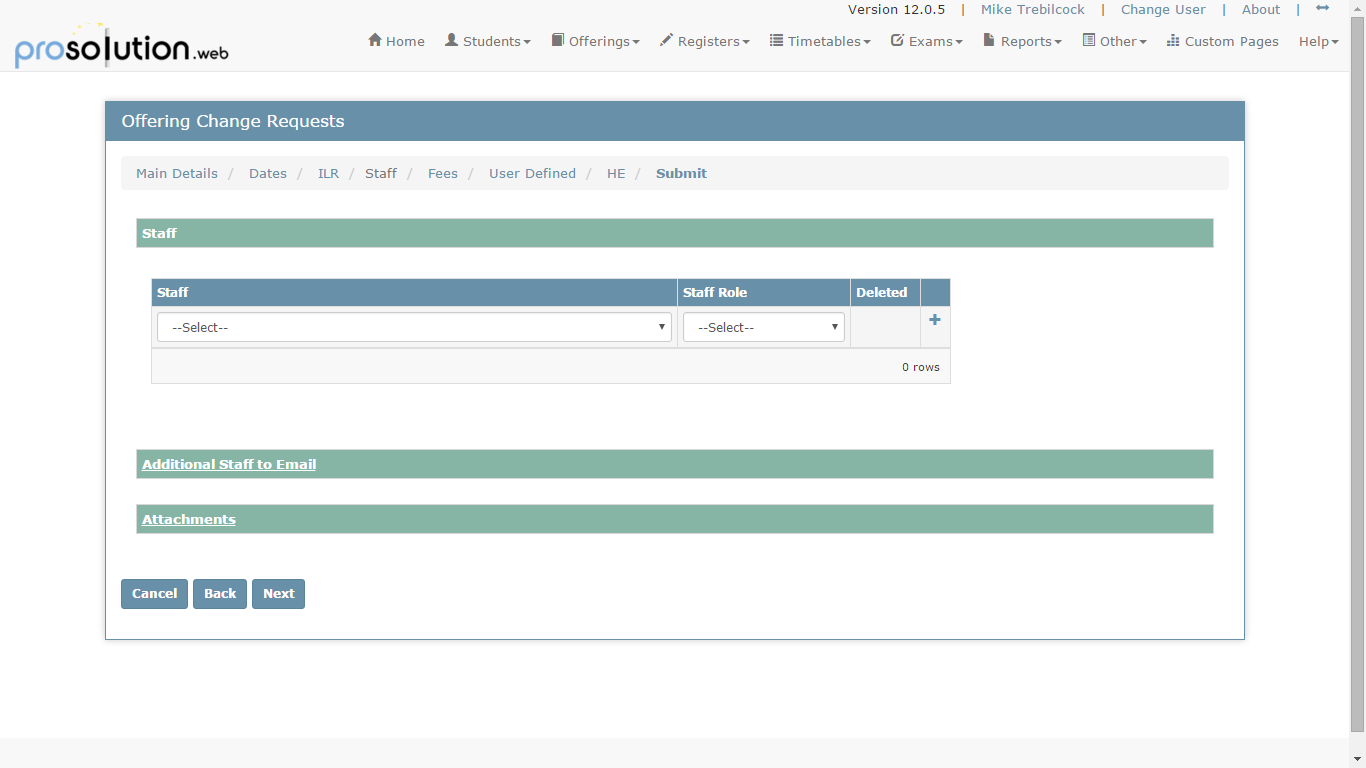 Version 12.0.5 | Mike Trebilcock | Change User | About |
prosolution.web
Home Students Offerings Registers Timetables Exams Reports Other Custom Pages Help
Offering Change Requests
Main Details / Dates / ILR / Staff / Fees / User Defined / HE / Submit
Staff
Staff Staff Role Deleted
--Select-- --Select--
0 rows
Additional Staff to Email
Attachments
Cancel Back Next